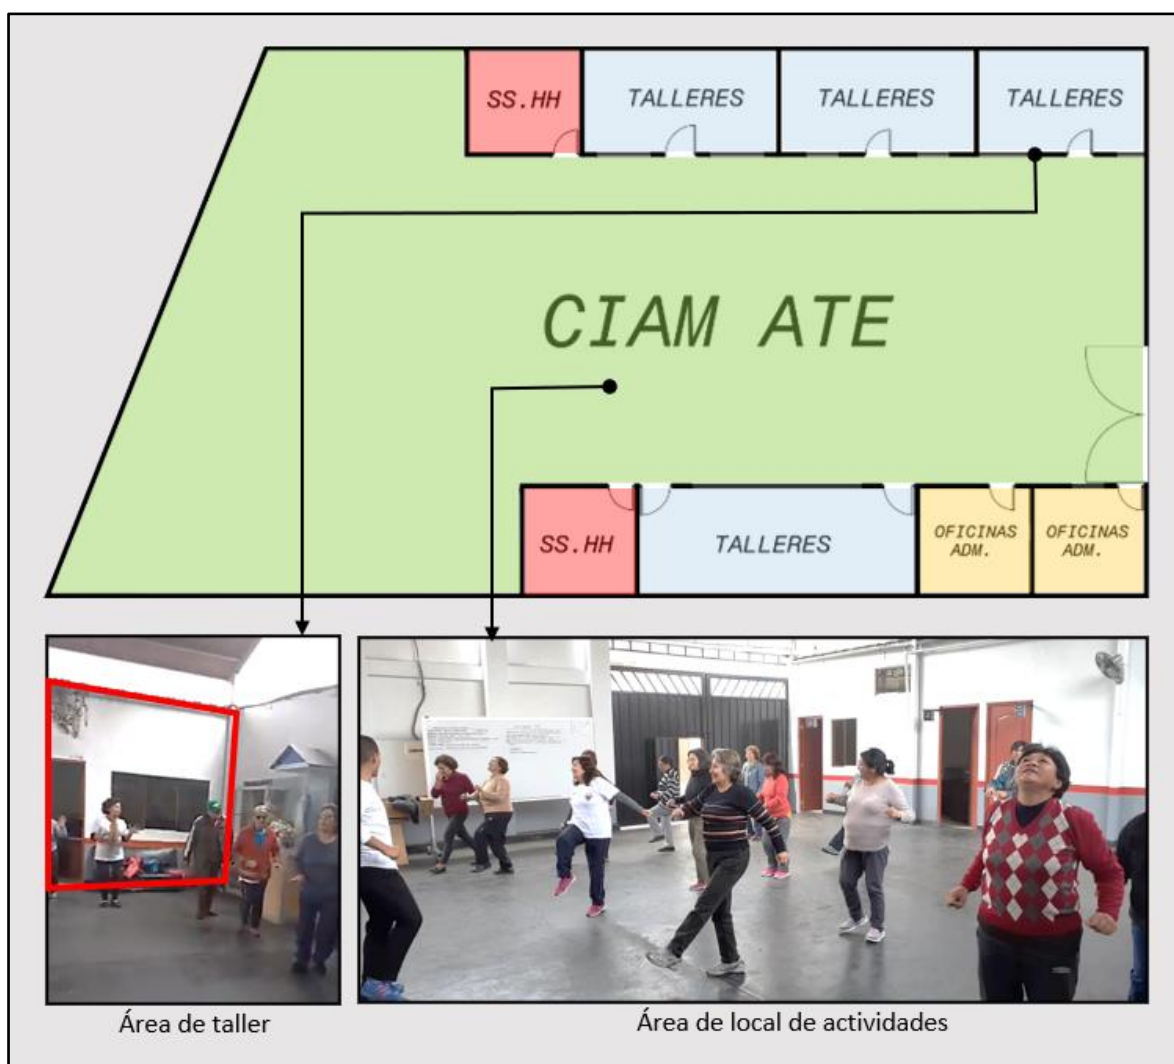 SS.HH
TALLERES
TALLERES
TALLERES
CIAM ATE
SS.HH
TALLERES
OFICINAS
ADM.
OFICINAS
ADM.
Área de taller
Área de local de actividades